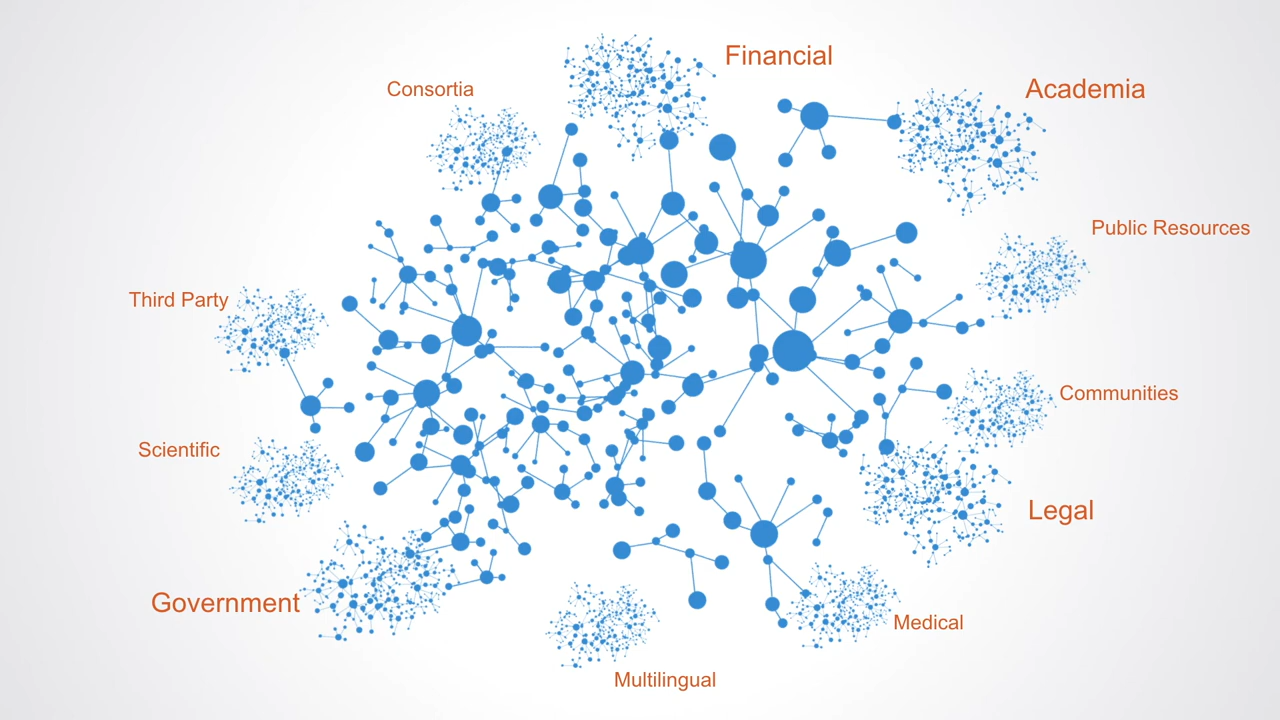 Financial
Consortia
Academia
Public Resources
Third Party
Communities
Scientific
Legal
Government
Medical
Multilingual